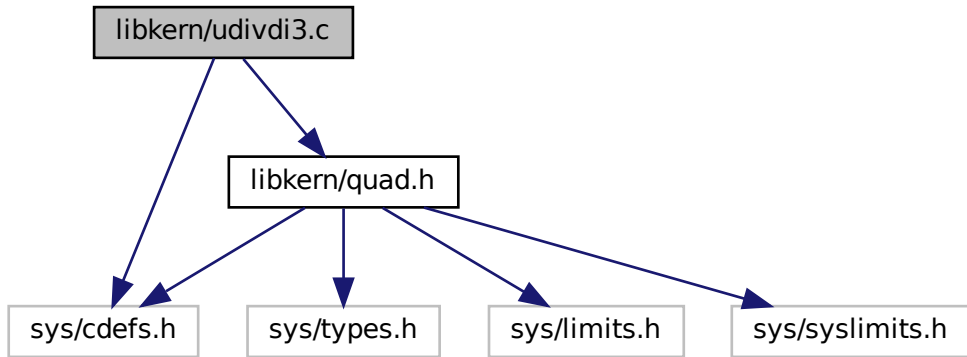 libkern/udivdi3.c
libkern/quad.h
sys/cdefs.h
sys/types.h
sys/limits.h
sys/syslimits.h